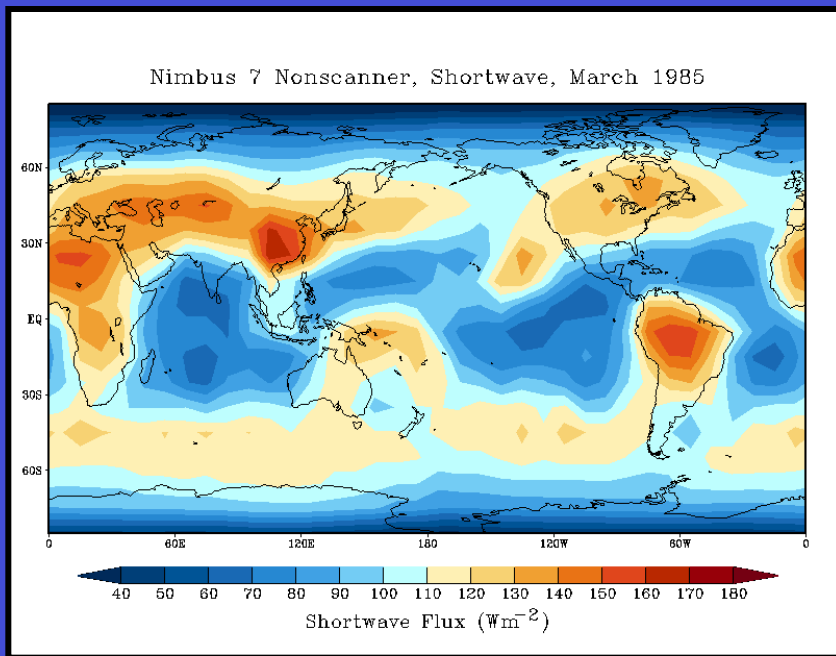 Nimbus 7 Nonscanner, Shortwave, March 1985
60N
30N
EQ
30S
60S
0 60E 120E 180 120W 60W 0
40 50 60 70 80 90 100 110 120 130 140 150 160 170 180
Shortwave Flux (Wm⁻²)